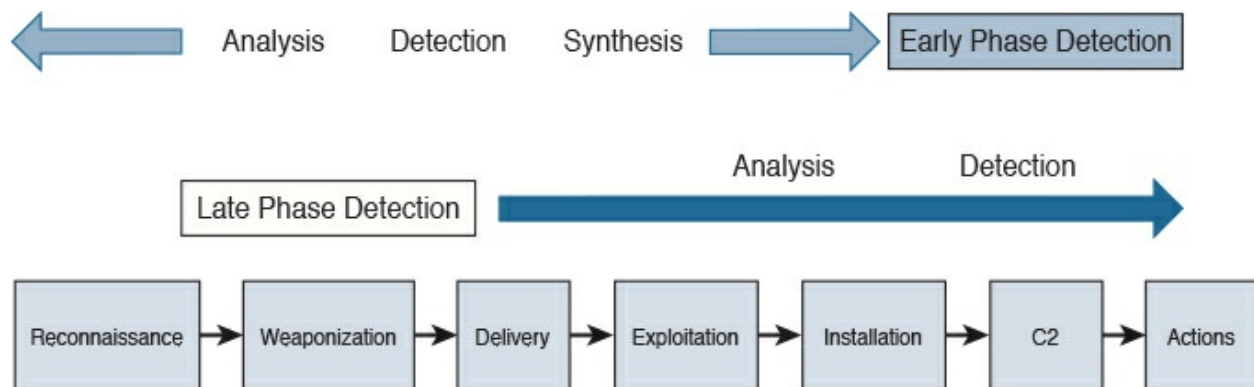 Analysis Detection Synthesis Early Phase Detection
Analysis Detection
Late Phase Detection
Reconnaissance Weaponization Delivery Exploitation Installation C2 Actions